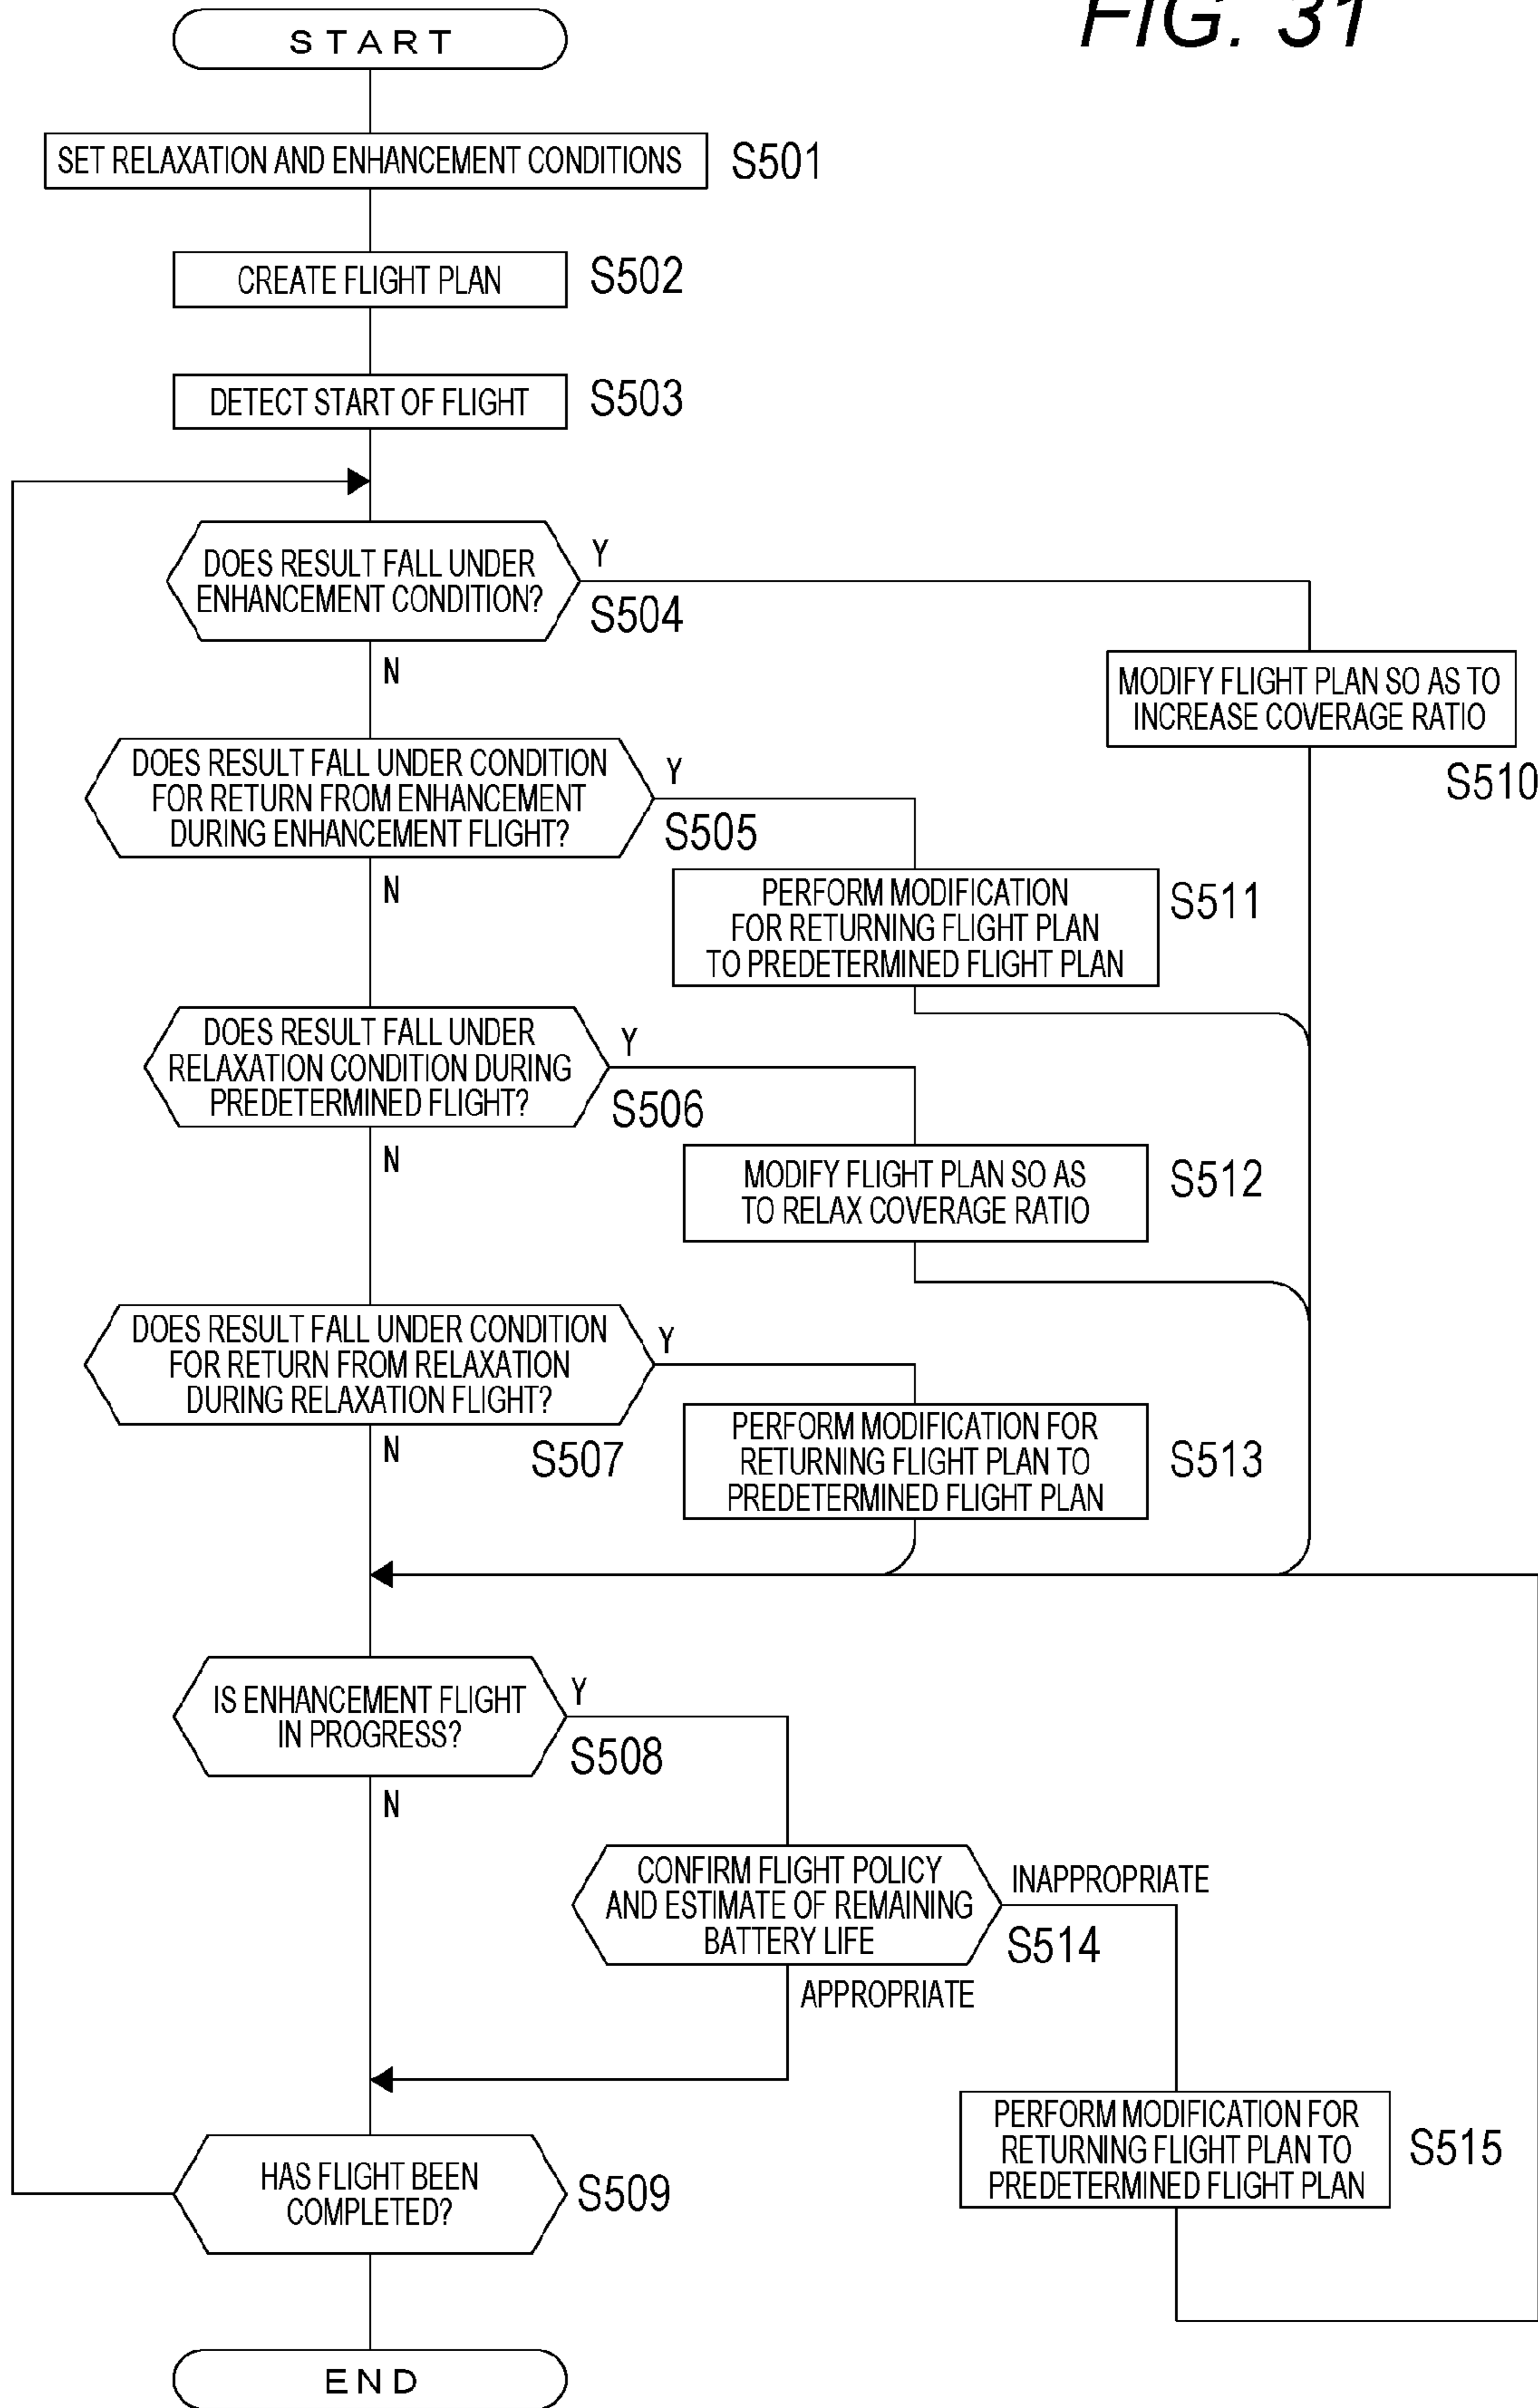 FIG. 31
START
SET RELAXATION AND ENHANCEMENT CONDITIONS
S501
CREATE FLIGHT PLAN
S502
DETECT START OF FLIGHT
S503
DOES RESULT FALL UNDER
ENHANCEMENT CONDITION?
Y
S504
N
MODIFY FLIGHT PLAN SO AS TO
INCREASE COVERAGE RATIO
S510
DOES RESULT FALL UNDER CONDITION
FOR RETURN FROM ENHANCEMENT
DURING ENHANCEMENT FLIGHT?
Y
S505
N
PERFORM MODIFICATION
FOR RETURNING FLIGHT PLAN
TO PREDETERMINED FLIGHT PLAN
S511
DOES RESULT FALL UNDER
RELAXATION CONDITION DURING
PREDETERMINED FLIGHT?
Y
S506
N
MODIFY FLIGHT PLAN SO AS
TO RELAX COVERAGE RATIO
S512
DOES RESULT FALL UNDER CONDITION
FOR RETURN FROM RELAXATION
DURING RELAXATION FLIGHT?
Y
S507
N
PERFORM MODIFICATION FOR
RETURNING FLIGHT PLAN TO
PREDETERMINED FLIGHT PLAN
S513
IS ENHANCEMENT FLIGHT
IN PROGRESS?
Y
S508
N
CONFIRM FLIGHT POLICY
AND ESTIMATE OF REMAINING
BATTERY LIFE
INAPPROPRIATE
S514
APPROPRIATE
PERFORM MODIFICATION FOR
RETURNING FLIGHT PLAN TO
PREDETERMINED FLIGHT PLAN
S515
HAS FLIGHT BEEN
COMPLETED?
S509
END